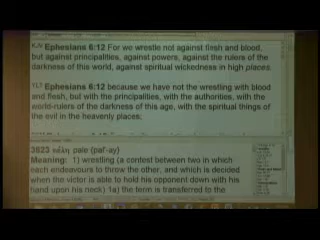 KJV Ephesians 6:12 For we wrestle not against flesh and blood,
but against principalities, against powers, against the rulers of the
darkness of this world, against spiritual wickedness in high places.
YLT Ephesians 6:12 because we have not the wrestling with blood
and flesh, but with the principalities, with the authorities, with the
world-rulers of the darkness of this age, with the spiritual things of
the evil in the heavenly places;
3823 πάλη pale (pal'-ay)
Meaning: 1) wrestling (a contest between two in which
each endeavours to throw the other, and which is decided
when the victor is able to hold his opponent down with his
hand upon his neck) 1a) the term is transferred to the